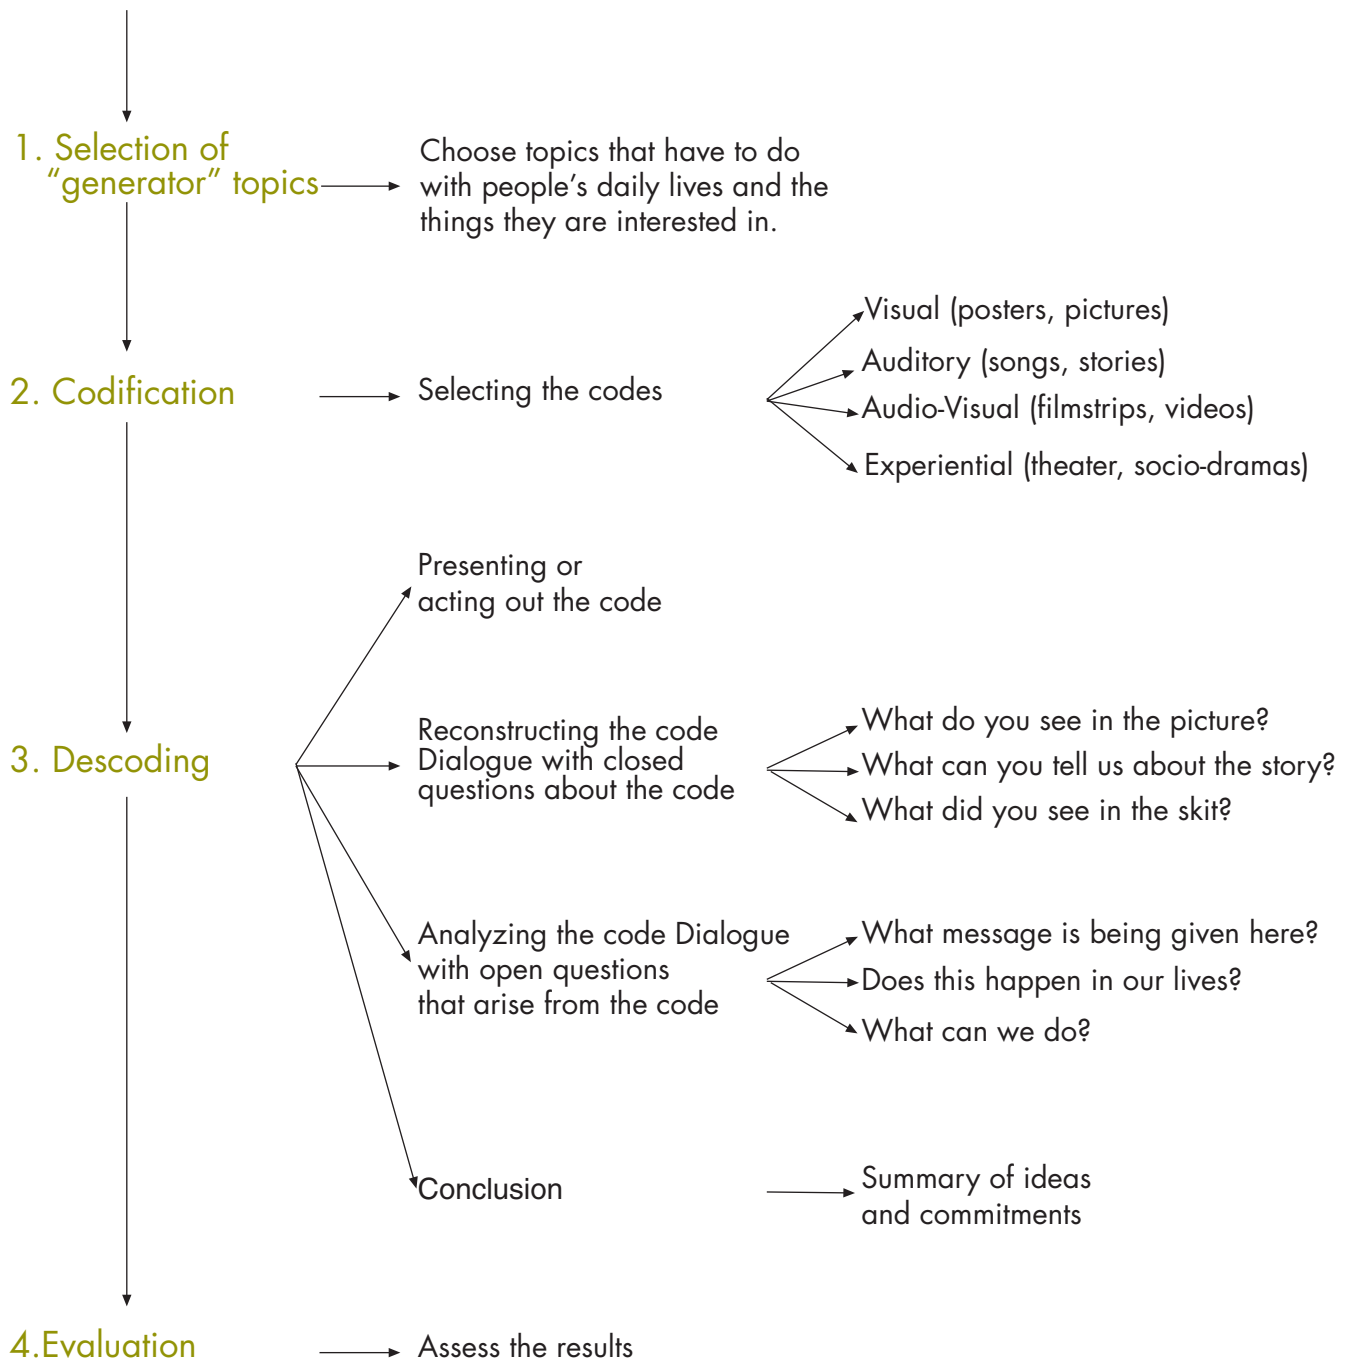 1. Selection of
“generator” topics
Choose topics that have to do
with people’s daily lives and the
things they are interested in.
2. Codification
Selecting the codes
Visual (posters, pictures)
Auditory (songs, stories)
Audio-Visual (filmstrips, videos)
Experiential (theater, socio-dramas)
3. Descoding
Presenting or
acting out the code
Reconstructing the code
Dialogue with closed
questions about the code
What do you see in the picture?
What can you tell us about the story?
What did you see in the skit?
Analyzing the code Dialogue
with open questions
that arise from the code
What message is being given here?
Does this happen in our lives?
What can we do?
Conclusion
Summary of ideas
and commitments
4.Evaluation
Assess the results